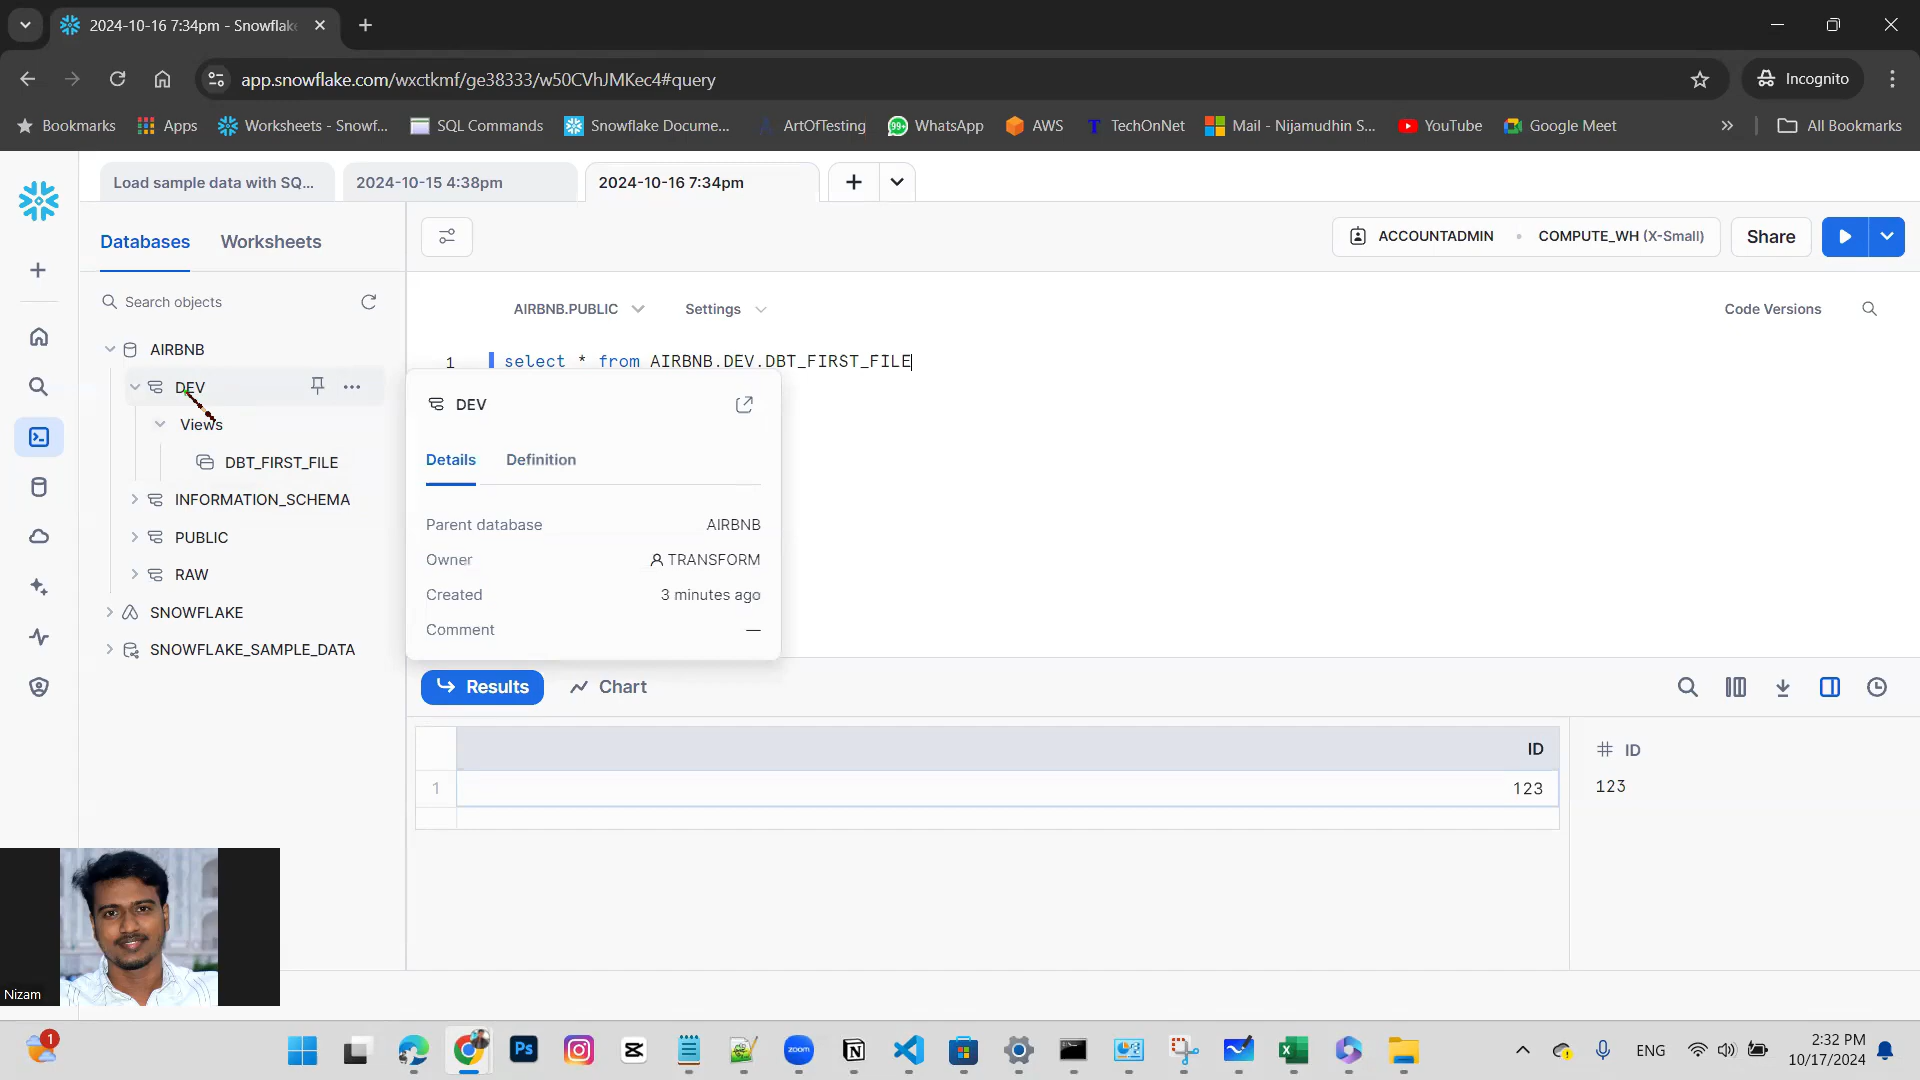 2024-10-16 7:34pm - Snowflake
app.snowflake.com/wxctkmf/ge38333/w50CVhJMKec4#query
Incognito
Bookmarks
Apps
Worksheets - Snowf...
SQL Commands
Snowflake Docume...
ArtOfTesting
99+
WhatsApp
AWS
TechOnNet
Mail - Nijamudhin S...
YouTube
Google Meet
All Bookmarks
Load sample data with SQ...
2024-10-15 4:38pm
2024-10-16 7:34pm
Databases
Worksheets
ACCOUNTADMIN
COMPUTE_WH (X-Small)
Share
Search objects
AIRBNB.PUBLIC
Settings
Code Versions
AIRBNB
DEV
Views
DBT_FIRST_FILE
INFORMATION_SCHEMA
PUBLIC
RAW
SNOWFLAKE
SNOWFLAKE_SAMPLE_DATA
1 select * from AIRBNB.DEV.DBT_FIRST_FILE
DEV
Details
Definition
Parent database AIRBNB
Owner TRANSFORM
Created 3 minutes ago
Comment —
Results
Chart
ID
1 123
# ID
123
Nizam
1
Ps
zoom
ENG
2:32 PM
10/17/2024